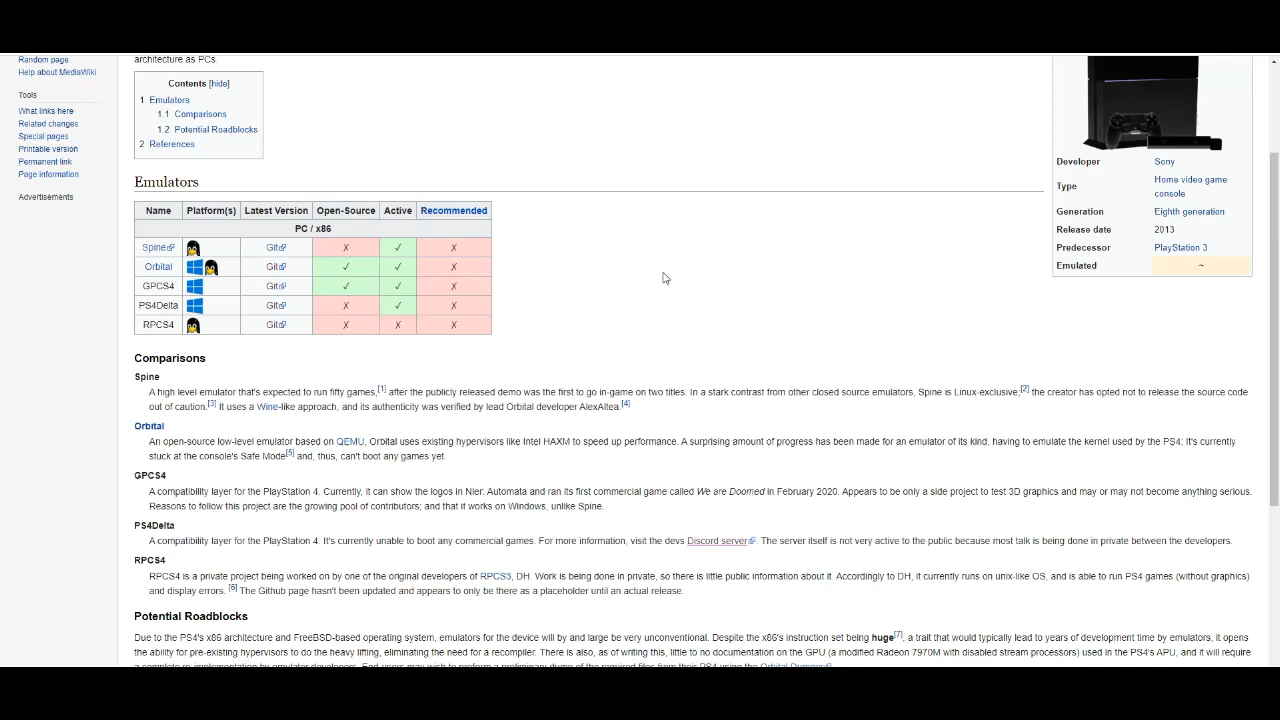 Random page
Help about MediaWiki
Tools
What links here
Related changes
Special pages
Printable version
Permanent link
Page information
Advertisements
architecture as PCs.
Contents [hide]
1 Emulators
1.1 Comparisons
1.2 Potential Roadblocks
2 References
Emulators
Name Platform(s) Latest Version Open-Source Active Recommended
PC / x86
Spine Git ✗ ✓ ✗
Orbital Git ✓ ✓ ✗
GPCS4 Git ✓ ✓ ✗
PS4Delta Git ✗ ✓ ✗
RPCS4 Git ✗ ✗ ✗
Comparisons
Spine
A high level emulator that's expected to run fifty games,[1] after the publicly released demo was the first to go in-game on two titles. In a stark contrast from other closed source emulators, Spine is Linux-exclusive;[2] the creator has opted not to release the source code
out of caution.[3] It uses a Wine-like approach, and its authenticity was verified by lead Orbital developer AlexAltea.[4]
Orbital
An open-source low-level emulator based on QEMU, Orbital uses existing hypervisors like Intel HAXM to speed up performance. A surprising amount of progress has been made for an emulator of its kind, having to emulate the kernel used by the PS4; It's currently
stuck at the console's Safe Mode[5] and, thus, can't boot any games yet.
GPCS4
A compatibility layer for the PlayStation 4. Currently, it can show the logos in Nier: Automata and ran its first commercial game called We are Doomed in February 2020. Appears to be only a side project to test 3D graphics and may or may not become anything serious.
Reasons to follow this project are the growing pool of contributors; and that it works on Windows, unlike Spine.
PS4Delta
A compatibility layer for the PlayStation 4. It's currently unable to boot any commercial games. For more information, visit the devs Discord server. The server itself is not very active to the public because most talk is being done in private between the developers.
RPCS4
RPCS4 is a private project being worked on by one of the original developers of RPCS3, DH. Work is being done in private, so there is little public information about it. Accordingly to DH, it currently runs on unix-like OS, and is able to run PS4 games (without graphics)
and display errors. [6] The Github page hasn't been updated and appears to only be there as a placeholder until an actual release.
Potential Roadblocks
Due to the PS4's x86 architecture and FreeBSD-based operating system, emulators for the device will by and large be very unconventional. Despite the x86's instruction set being huge[7], a trait that would typically lead to years of development time by emulators, it opens
the ability for pre-existing hypervisors to do the heavy lifting, eliminating the need for a recompiler. There is also, as of writing this, little to no documentation on the GPU (a modified Radeon 7970M with disabled stream processors) used in the PS4's APU, and it will require
a complete re-implementation by emulator developers. End users may wish to preform a preliminary dump of the required files from their PS4 using the Orbital Dumper.
Developer Sony
Type Home video game
console
Generation Eighth generation
Release date 2013
Predecessor PlayStation 3
Emulated ~